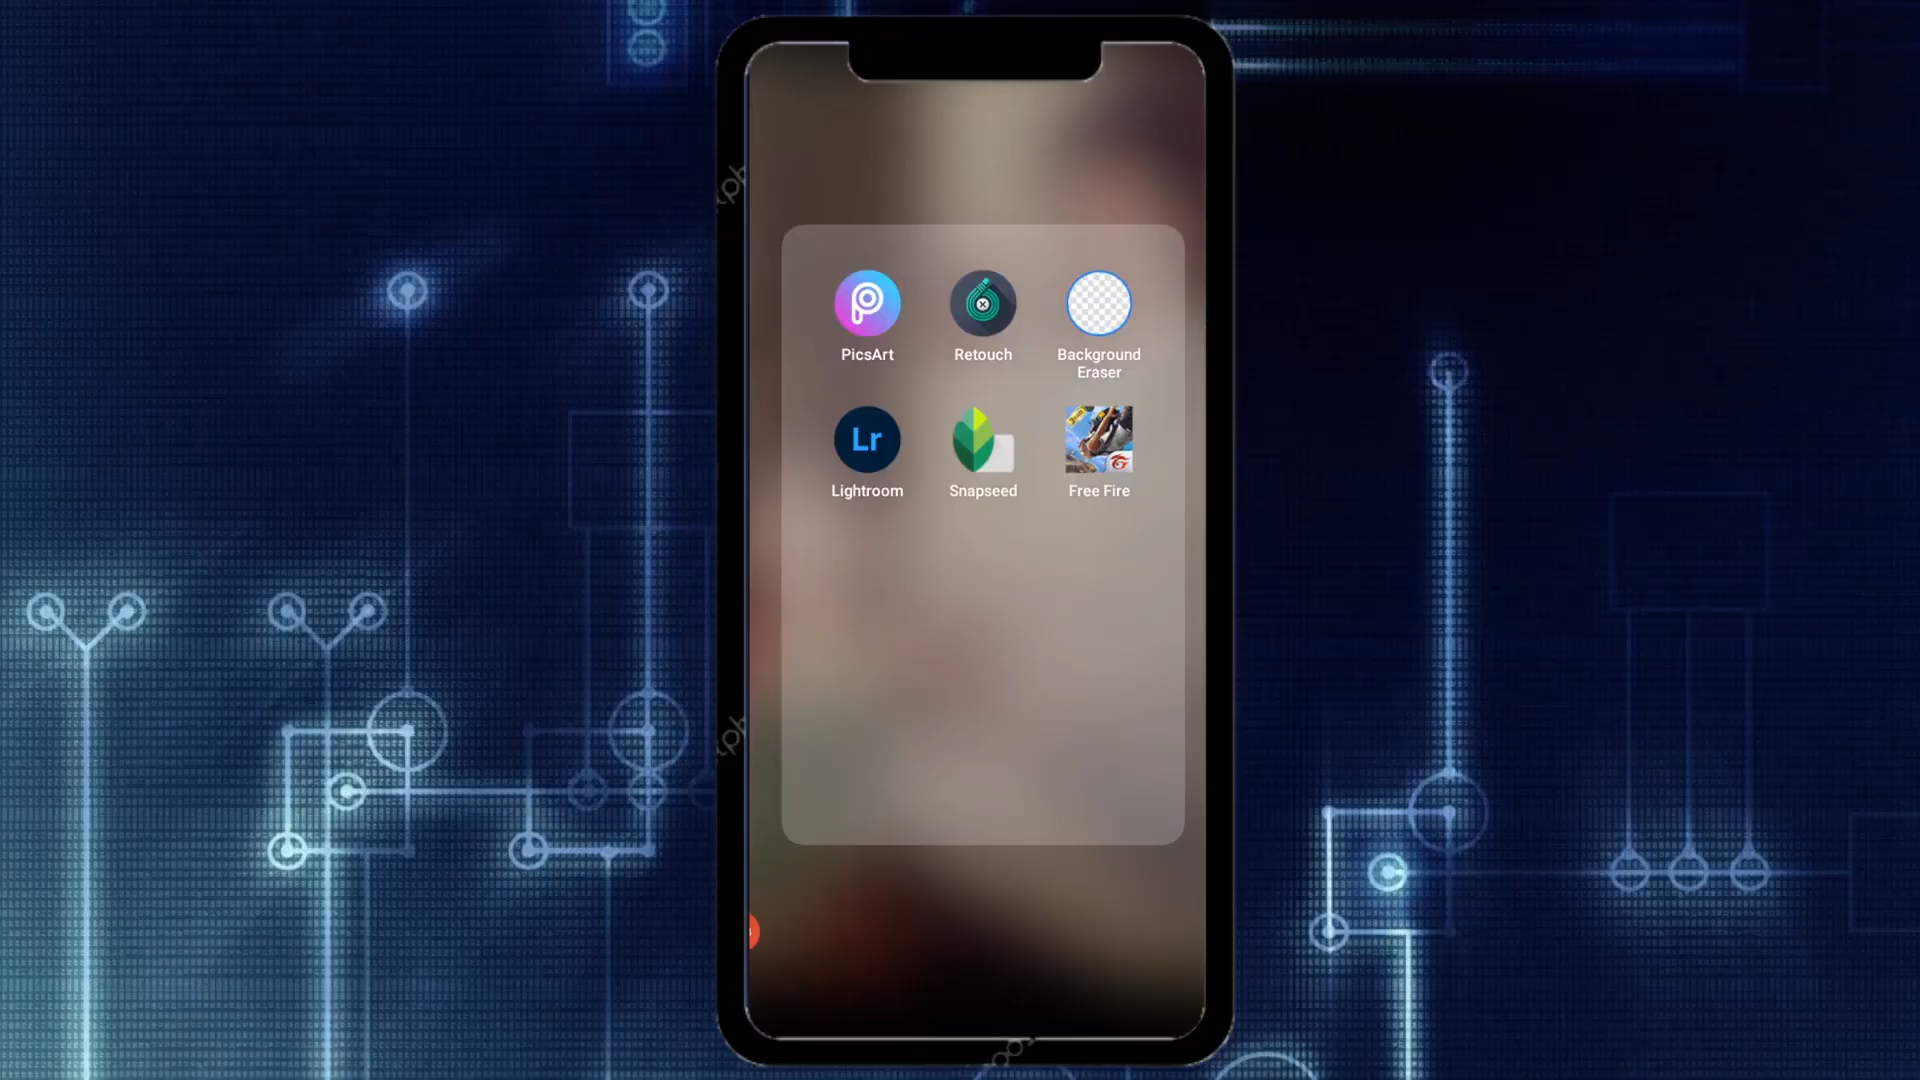 PicsArt
Retouch
Background
Eraser
Lr
Lightroom
Snapseed
Free Fire